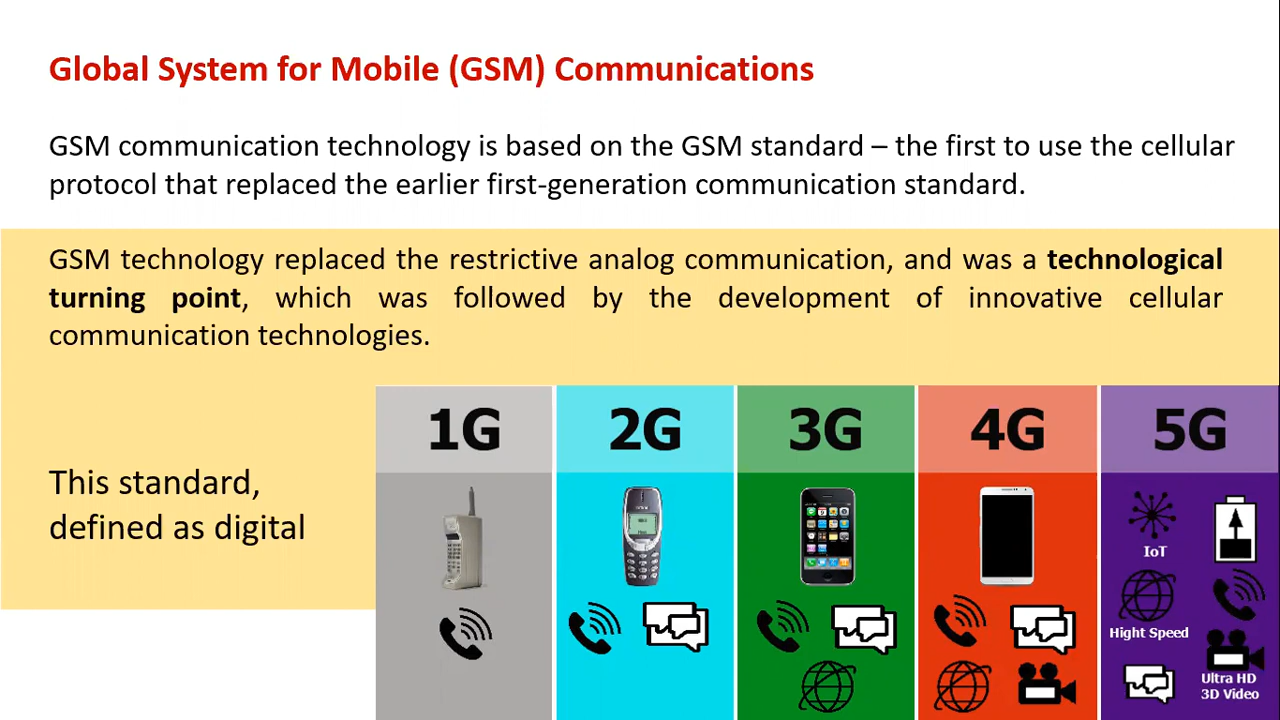 Global System for Mobile (GSM) Communications
GSM communication technology is based on the GSM standard – the first to use the cellular
protocol that replaced the earlier first-generation communication standard.
GSM technology replaced the restrictive analog communication, and was a technological
turning point, which was followed by the development of innovative cellular
communication technologies.
This standard,
defined as digital
1G
2G
3G
4G
5G
IoT
Hight Speed
Ultra HD
3D Video